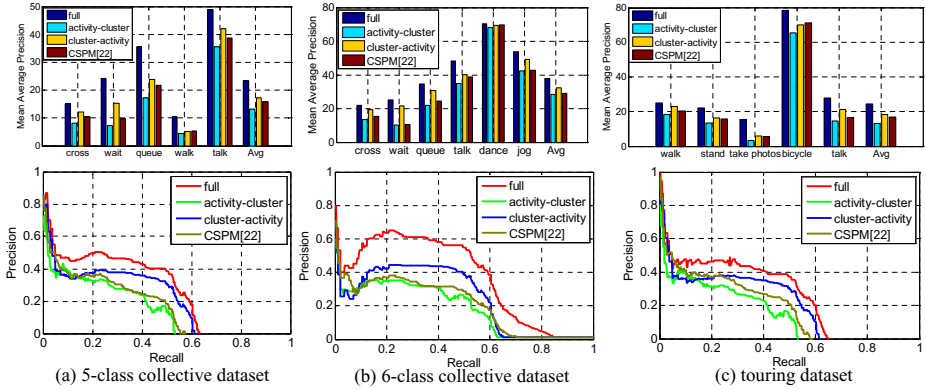 Mean Average Precision
50
40
30
20
10
0
full
activity-cluster
cluster-activity
CSPM[22]
cross wait queue walk talk Avg
Mean Average Precision
80
60
40
20
0
full
activity-cluster
cluster-activity
CSPM[22]
cross wait queue talk dance jog Avg
Mean Average Precision
80
60
40
20
0
full
activity-cluster
cluster-activity
CSPM[22]
walk stand take photos bicycle talk Avg
Precision
1
0.8
0.6
0.4
0.2
0
full
activity-cluster
cluster-activity
CSPM[22]
0 0.2 0.4 0.6 0.8 1
Recall
(a) 5-class collective dataset
Precision
1
0.8
0.6
0.4
0.2
0
full
activity-cluster
cluster-activity
CSPM[22]
0 0.2 0.4 0.6 0.8 1
Recall
(b) 6-class collective dataset
Precision
1
0.8
0.6
0.4
0.2
0
full
activity-cluster
cluster-activity
CSPM[22]
0 0.2 0.4 0.6 0.8 1
Recall
(c) touring dataset